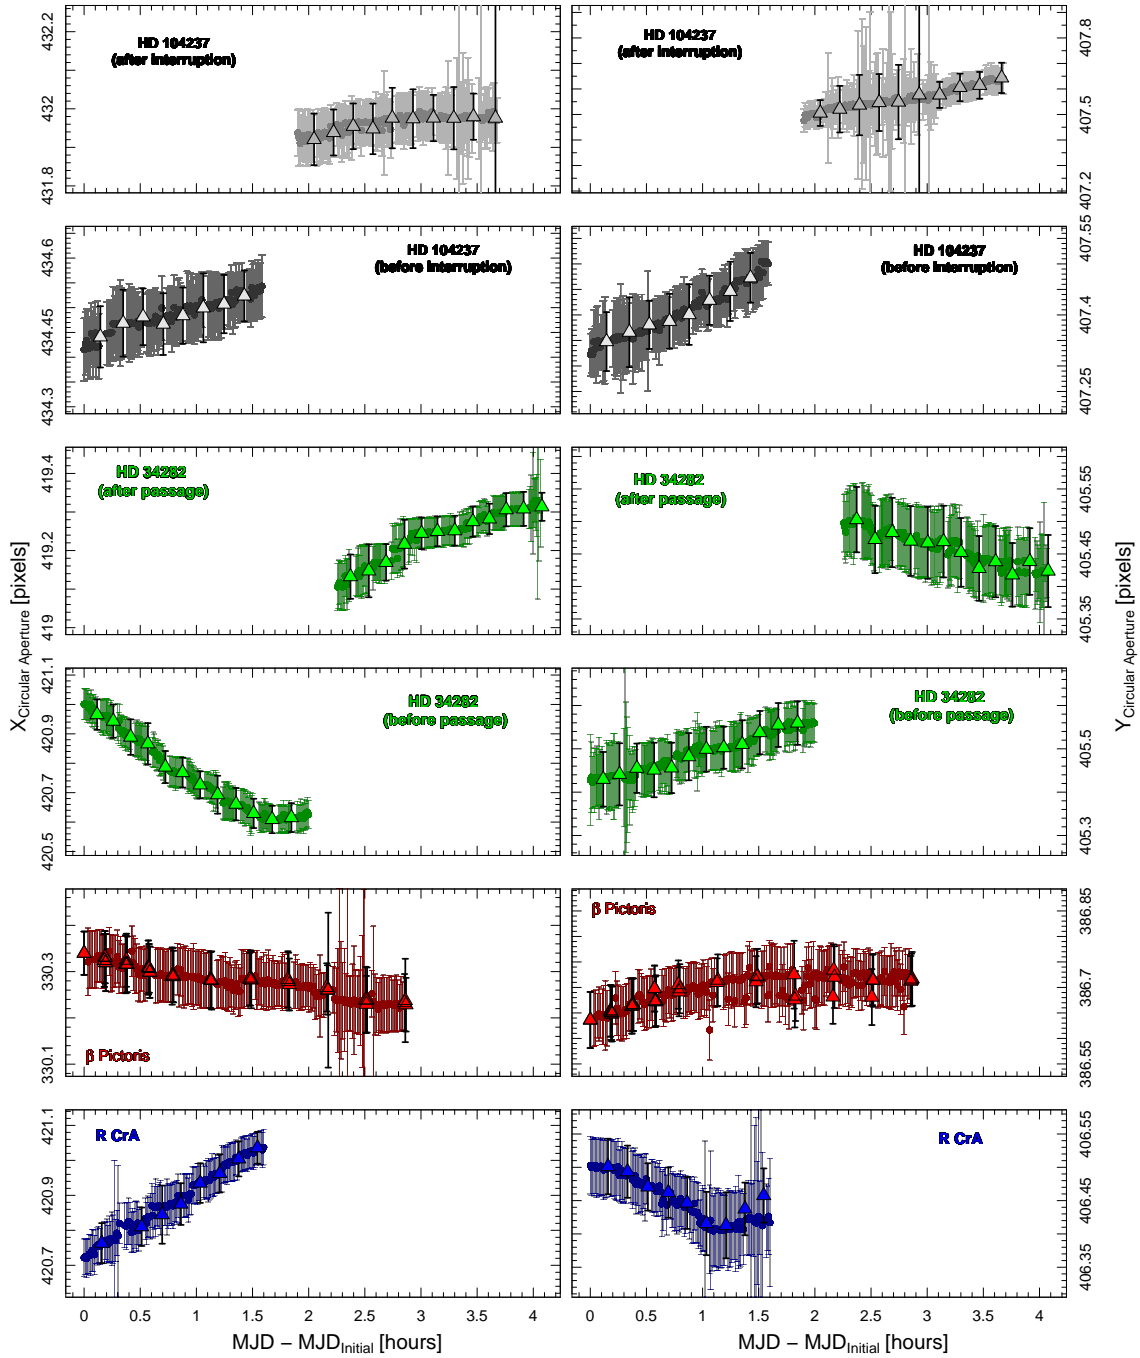 HD 104237
(after interruption)
432.2
432
431.8
HD 104237
(after interruption)
407.8
407.5
407.2
HD 104237
(before interruption)
434.6
434.45
434.3
HD 104237
(before interruption)
407.55
407.4
407.25
HD 34282
(after passage)
419.4
419.2
419
HD 34282
(after passage)
405.55
405.45
405.35
X Circular Aperture [pixels]
Y Circular Aperture [pixels]
HD 34282
(before passage)
421.1
420.9
420.7
420.5
HD 34282
(before passage)
405.5
405.3
β Pictoris
330.3
330.1
β Pictoris
386.85
386.7
386.55
R CrA
421.1
420.9
420.7
R CrA
406.55
406.45
406.35
0 0.5 1 1.5 2 2.5 3 3.5 4
0 0.5 1 1.5 2 2.5 3 3.5 4
MJD − MJD Initial [hours]
MJD − MJD Initial [hours]